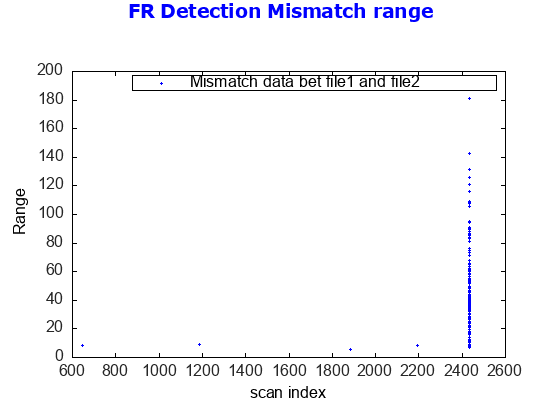 FR Detection Mismatch range
200
Mismatch data bet file1 and file2
180
160
140
120
100
80
60
40
20
0
Range
600 800 1000 1200 1400 1600 1800 2000 2200 2400 2600
scan index